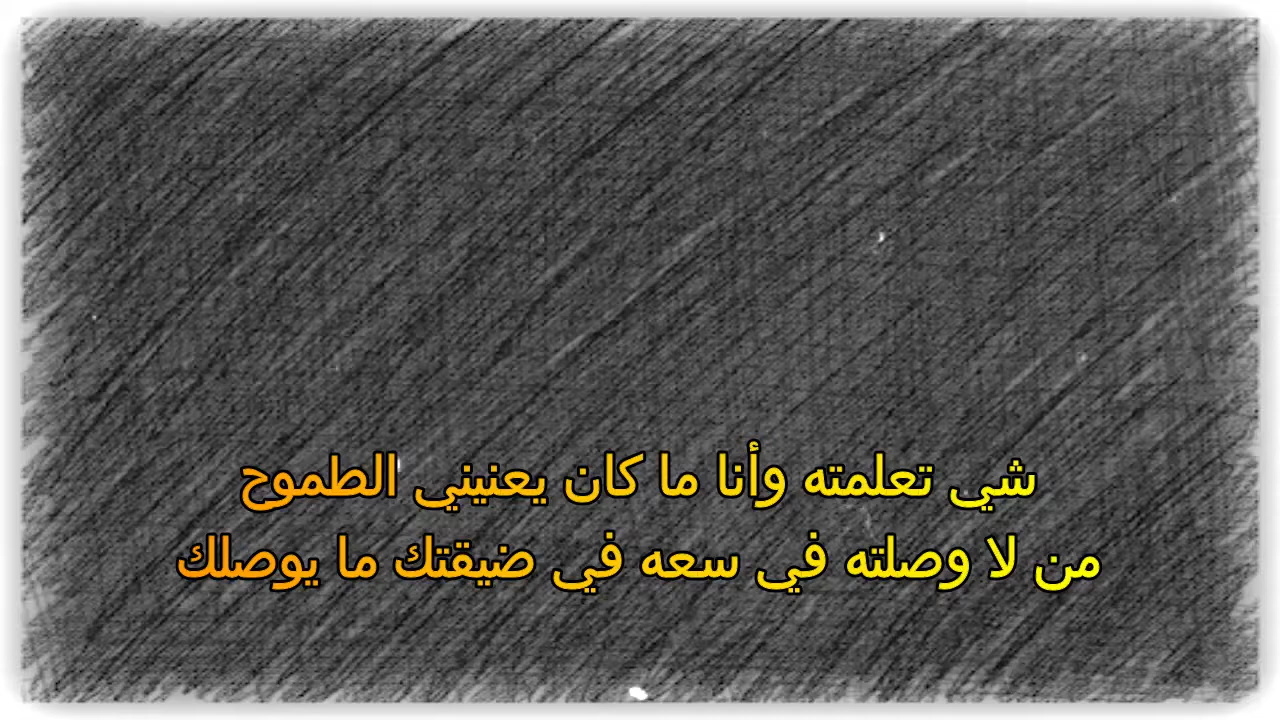 شي تعلمته وأنا ما كان يعنيني الطموح
من لا وصلته في سعه في ضيقتك ما يوصلك